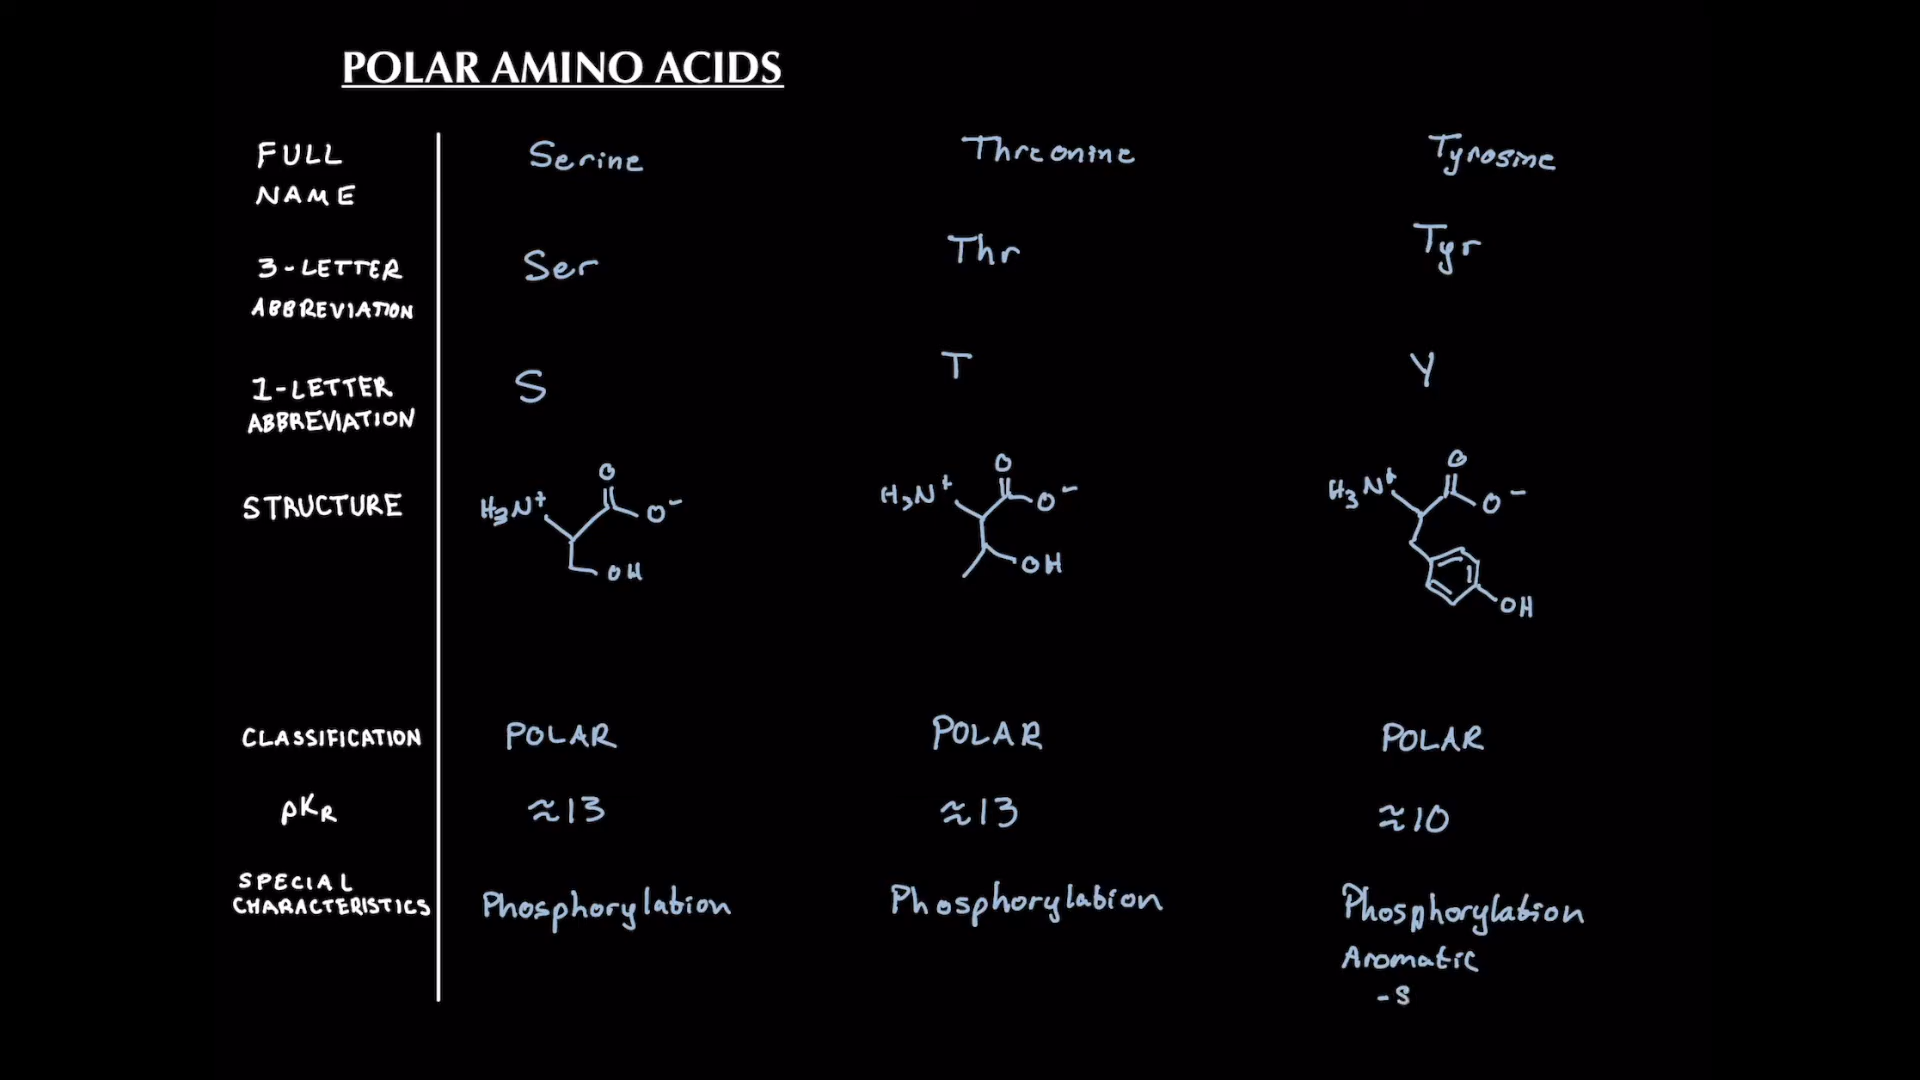 POLAR AMINO ACIDS
FULL NAME
Serine
Threonine
Tyrosine
3-LETTER ABBREVIATION
Ser
Thr
Tyr
1-LETTER ABBREVIATION
S
T
Y
STRUCTURE
H3N+
O
O-
OH
H3N+
O
O-
OH
H3N+
O
O-
OH
CLASSIFICATION
POLAR
POLAR
POLAR
pKR
≈13
≈13
≈10
SPECIAL CHARACTERISTICS
Phosphorylation
Phosphorylation
Phosphorylation
Aromatic
-S